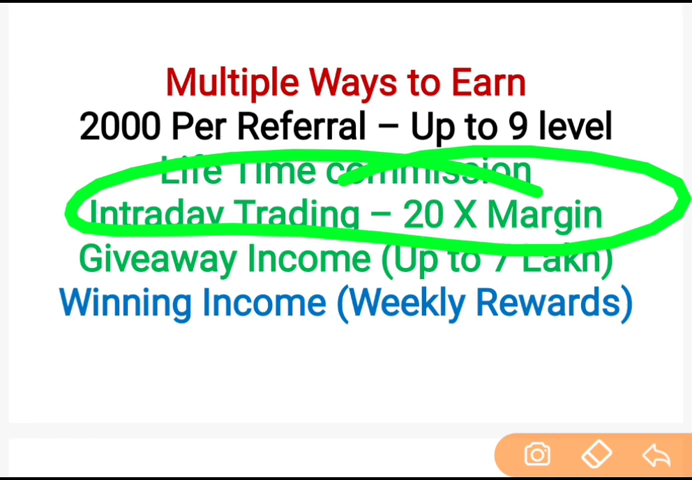 Multiple Ways to Earn
2000 Per Referral – Up to 9 level
Life Time commission
Intraday Trading – 20 X Margin
Giveaway Income (Up to 7 Lakh)
Winning Income (Weekly Rewards)